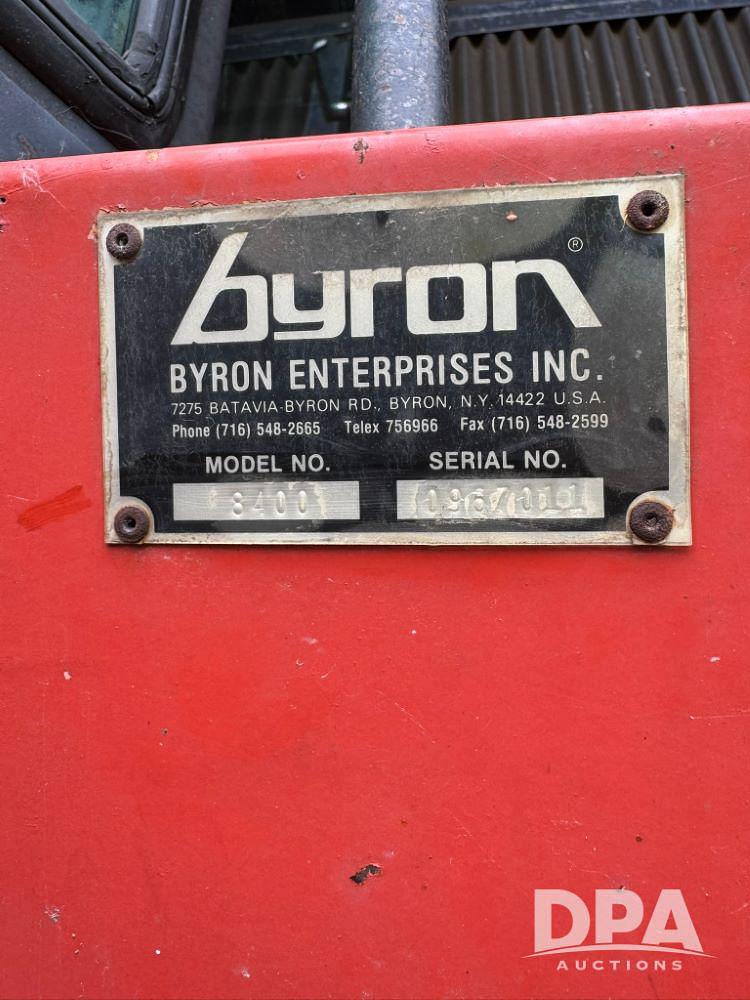 byron ®
BYRON ENTERPRISES INC.
7275 BATAVIA-BYRON RD., BYRON, N.Y. 14422 U.S.A.
Phone (716) 548-2665 Telex 756966 Fax (716) 548-2599
MODEL NO. SERIAL NO.
8400 0967011
DPA
AUCTIONS